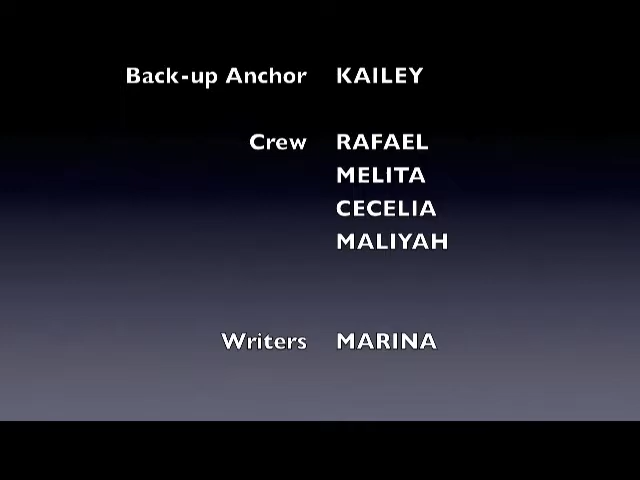 Back-up Anchor KAILEY
Crew RAFAEL
MELITA
CECELIA
MALIYAH
Writers MARINA